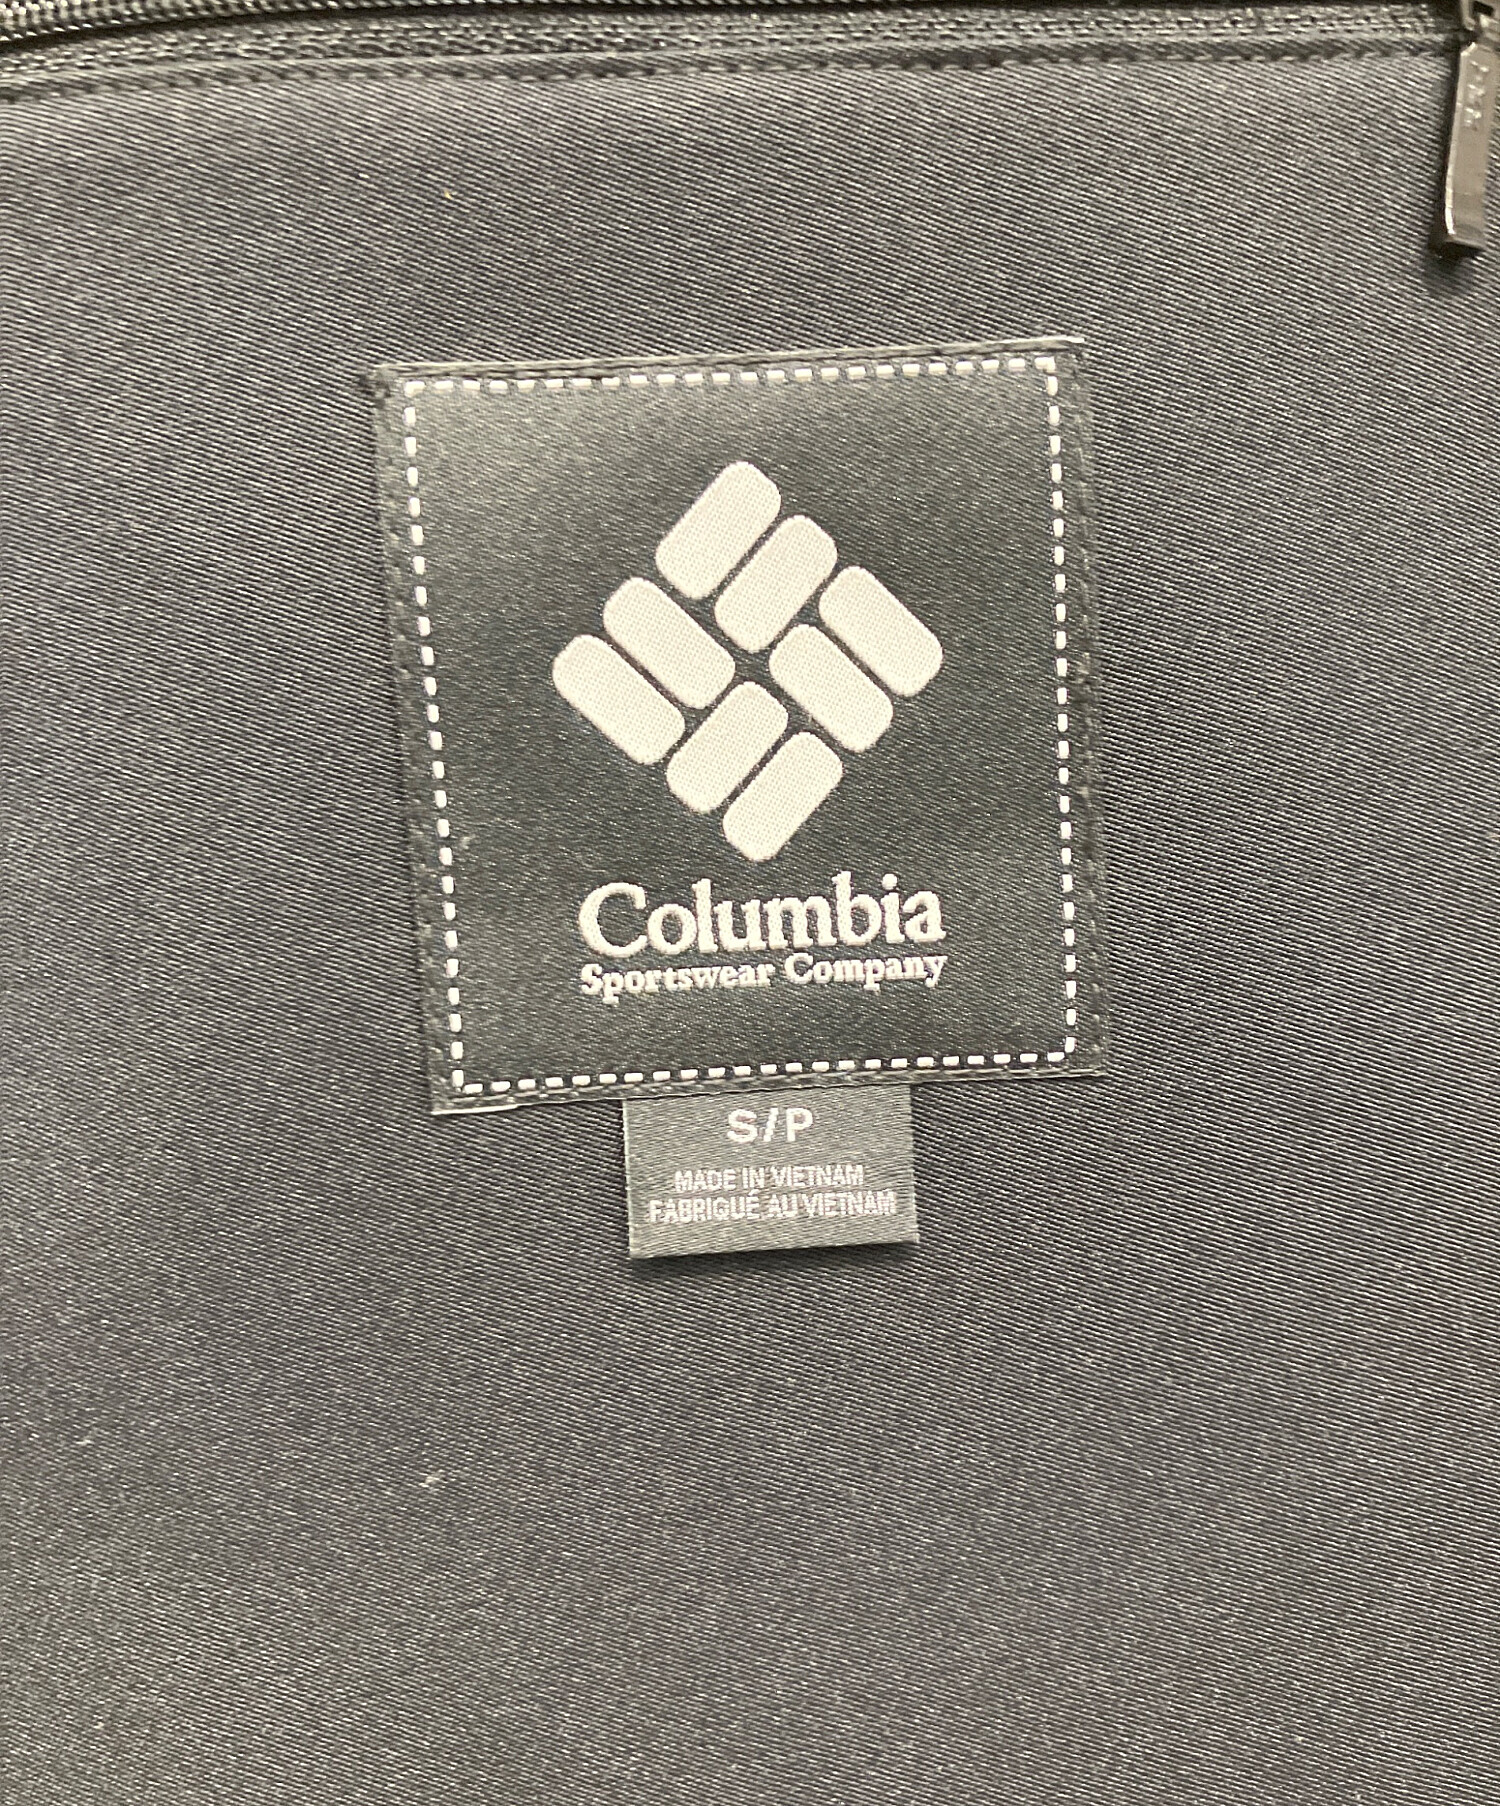 Columbia
Sportswear Company
S/P
MADE IN VIETNAM
FABRIQUÉ AU VIETNAM